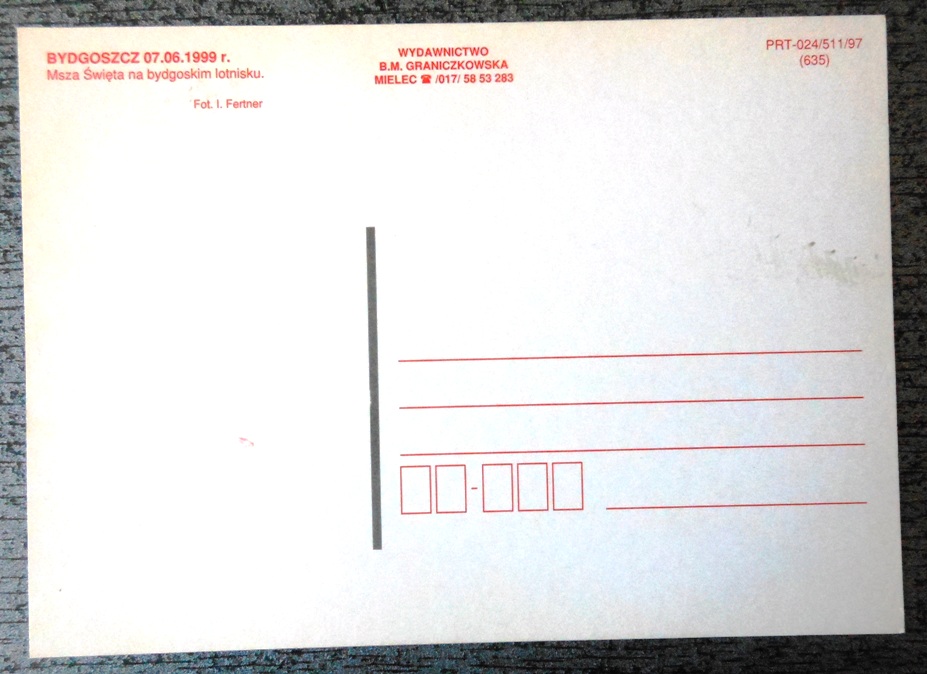 BYDGOSZCZ 07.06.1999 r.
Msza Święta na bydgoskim lotnisku.
Fot. I. Fertner
WYDAWNICTWO
B.M. GRANICZKOWSKA
MIELEC ☎ /017/ 58 53 283
PRT-024/511/97
(635)
-